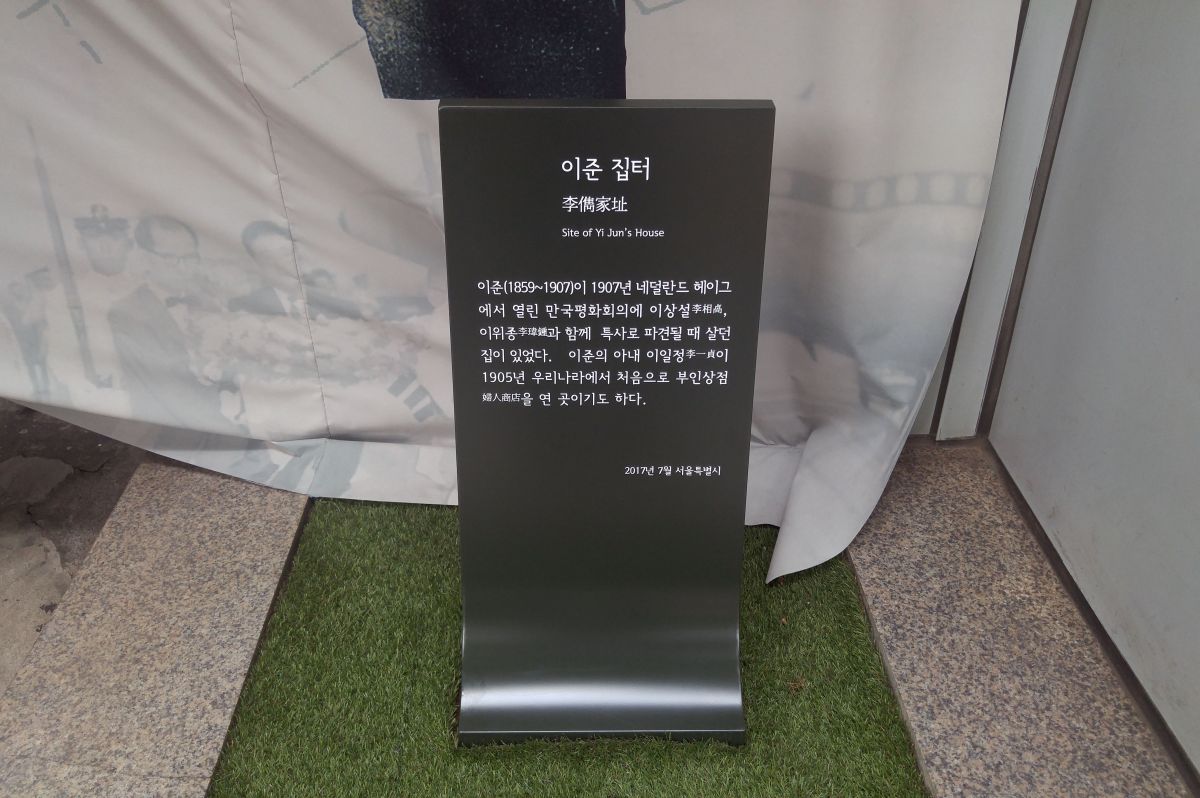 이준 집터
李儁家址
Site of Yi Jun's House
이준(1859~1907)이 1907년 네덜란드 헤이그
에서 열린 만국평화회의에 이상설李相卨,
이위종李瑋鍾과 함께 특사로 파견될 때 살던
집이 있었다. 이준의 아내 이일정李一貞이
1905년 우리나라에서 처음으로 부인상점
婦人商店을 연 곳이기도 하다.
2017년 7월 서울특별시